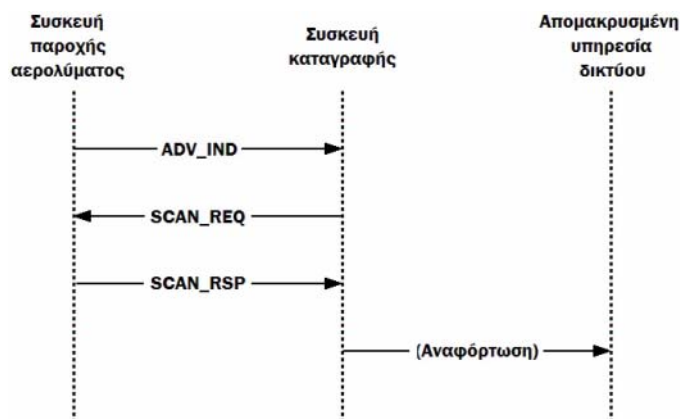 Συσκευή
παροχής
αερολύματος
Συσκευή
καταγραφής
Απομακρυσμένη
υπηρεσία
δικτύου
ADV_IND
SCAN_REQ
SCAN_RSP
(Αναφόρτωση)